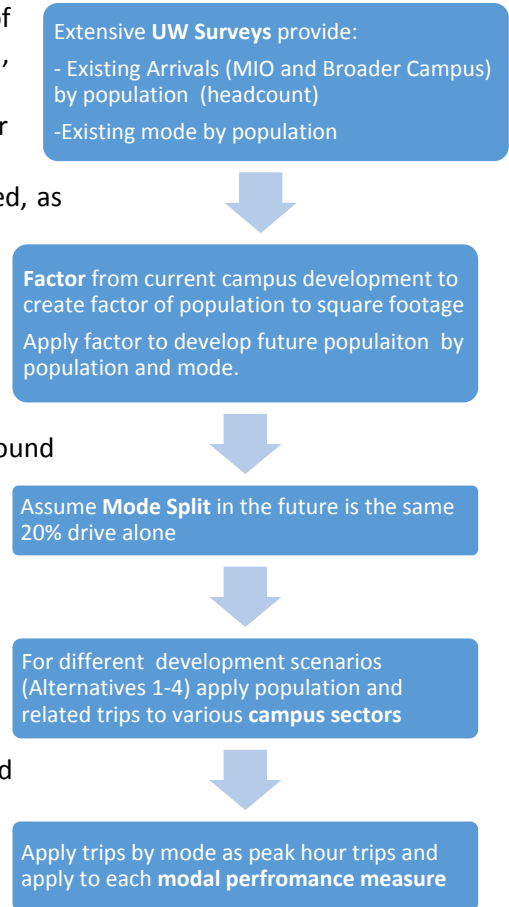 of
,
r
ed, as
ound
d
Extensive UW Surveys provide:
- Existing Arrivals (MIO and Broader Campus)
by population (headcount)
-Existing mode by population
Factor from current campus development to
create factor of population to square footage
Apply factor to develop future populaiton by
population and mode.
Assume Mode Split in the future is the same
20% drive alone
For different development scenarios
(Alternatives 1-4) apply population and
related trips to various campus sectors
Apply trips by mode as peak hour trips and
apply to each modal perfromance measure